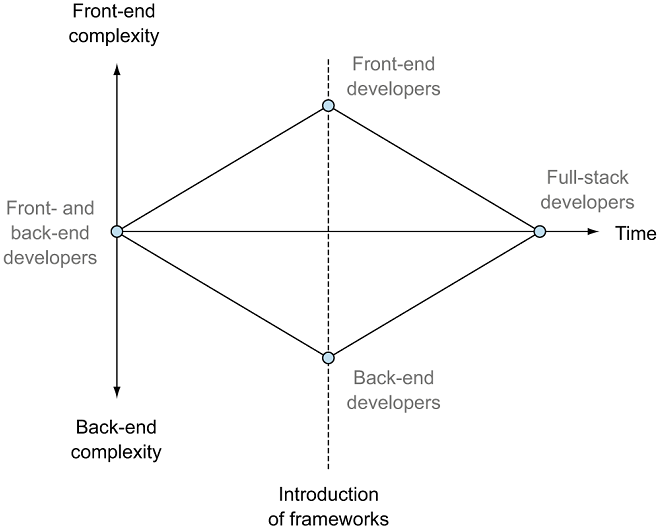 Front-end
complexity
Front-end
developers
Full-stack
developers
Front- and
back-end
developers
Time
Back-end
developers
Back-end
complexity
Introduction
of frameworks